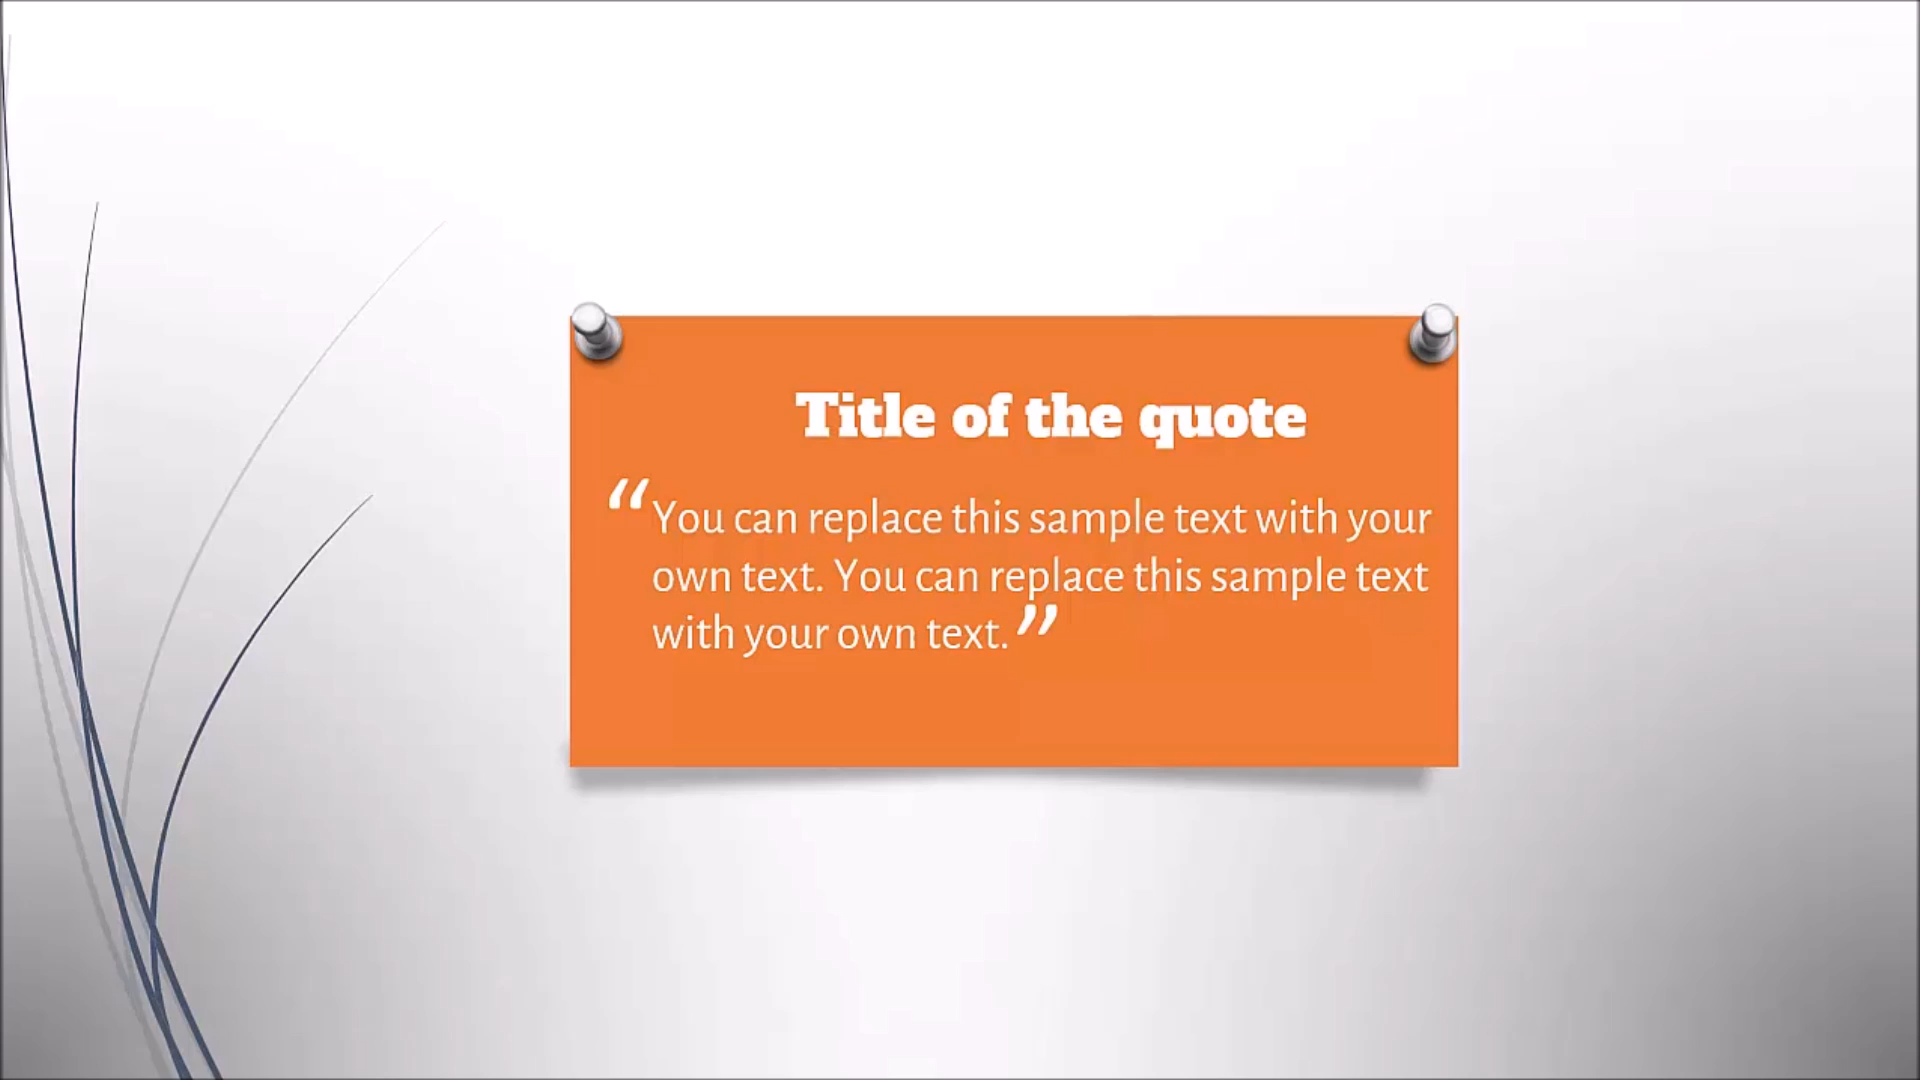 Title of the quote
“You can replace this sample text with your
own text. You can replace this sample text
with your own text.”